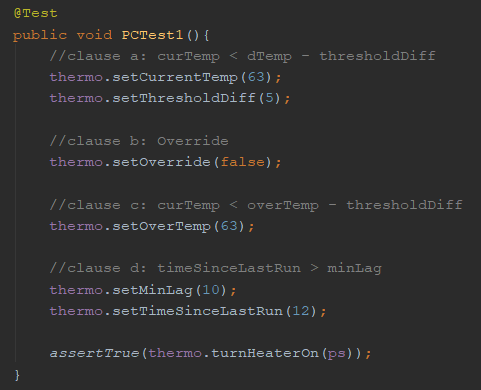 @Test
public void PCTest1(){
//clause a: curTemp < dTemp - thresholdDiff
thermo.setCurrentTemp(63);
thermo.setThresholdDiff(5);
//clause b: Override
thermo.setOverride(false);
//clause c: curTemp < overTemp - thresholdDiff
thermo.setOverTemp(63);
//clause d: timeSinceLastRun > minLag
thermo.setMinLag(10);
thermo.setTimeSinceLastRun(12);
assertTrue(thermo.turnHeaterOn(ps));
}